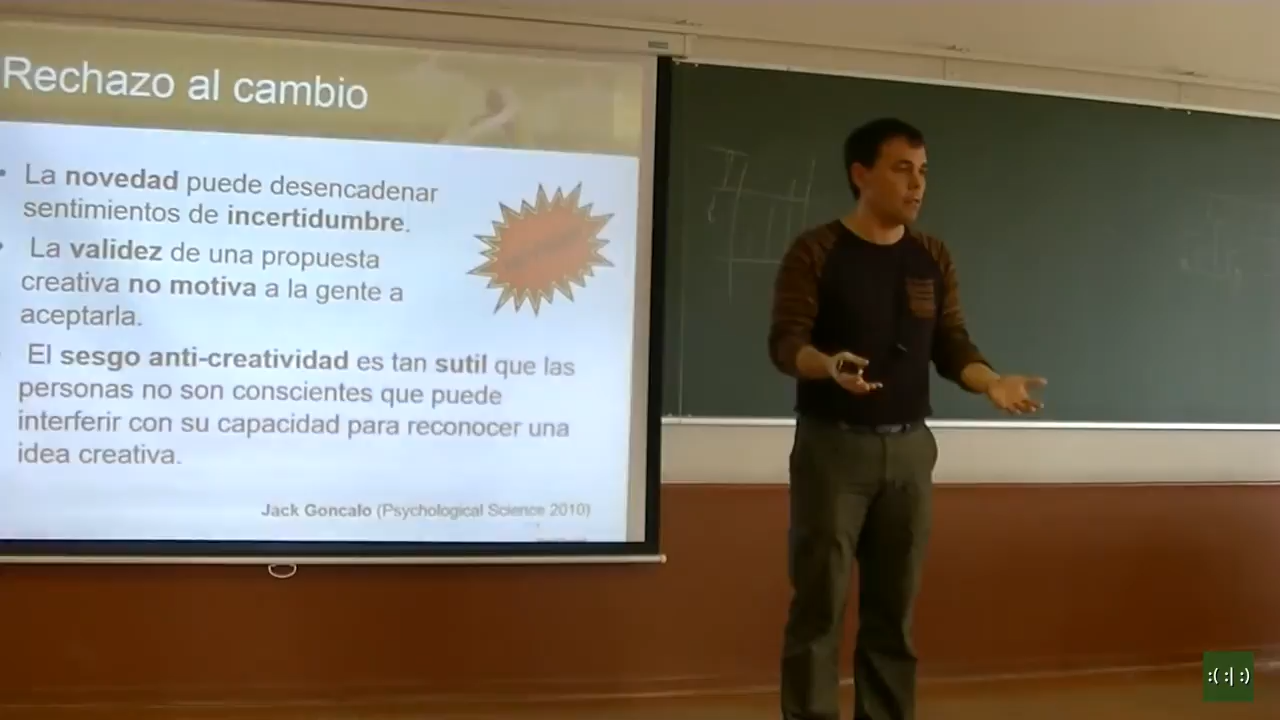 Rechazo al cambio
• La novedad puede desencadenar
sentimientos de incertidumbre.
• La validez de una propuesta
creativa no motiva a la gente a
aceptarla.
El sesgo anti-creatividad es tan sutil que las
personas no son conscientes que puede
interferir con su capacidad para reconocer una
idea creativa.
Jack Goncalo (Psychological Science 2010)
:( :| :)